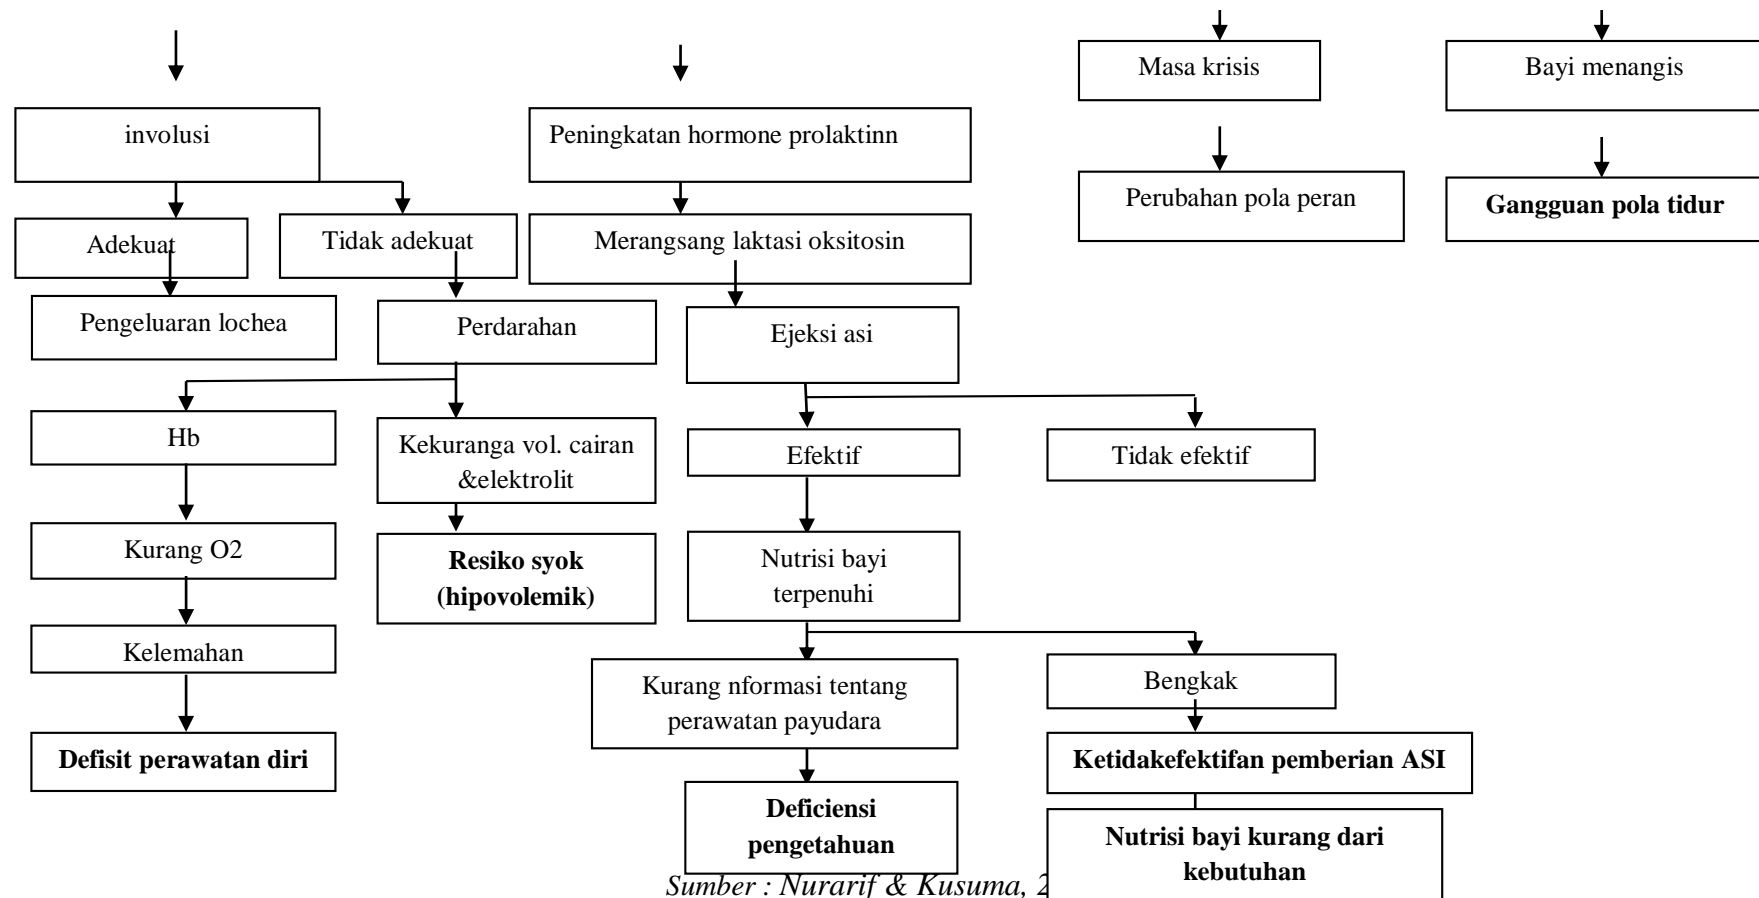 Masa krisis
Bayi menangis
involusi
Peningkatan hormone prolaktinn
Perubahan pola peran
Gangguan pola tidur
Adekuat
Tidak adekuat
Merangsang laktasi oksitosin
Pengeluaran lochea
Perdarahan
Ejeksi asi
Hb
Kekuranga vol. cairan
&elektrolit
Efektif
Tidak efektif
Kurang O2
Resiko syok
(hipovolemik)
Nutrisi bayi
terpenuhi
Kelemahan
Kurang nformasi tentang
perawatan payudara
Bengkak
Defisit perawatan diri
Ketidakefektifan pemberian ASI
Deficiensi
pengetahuan
Nutrisi bayi kurang dari
kebutuhan
Sumber : Nurarif & Kusuma, 2